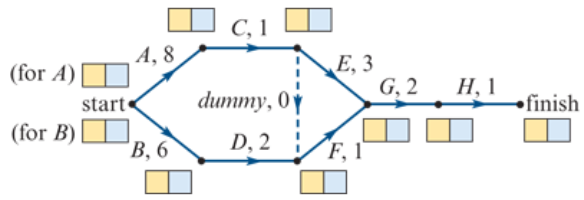 C, 1
A, 8
E, 3
(for A)
G, 2
H, 1
start
dummy, 0
finish
(for B)
B, 6
D, 2
F, 1